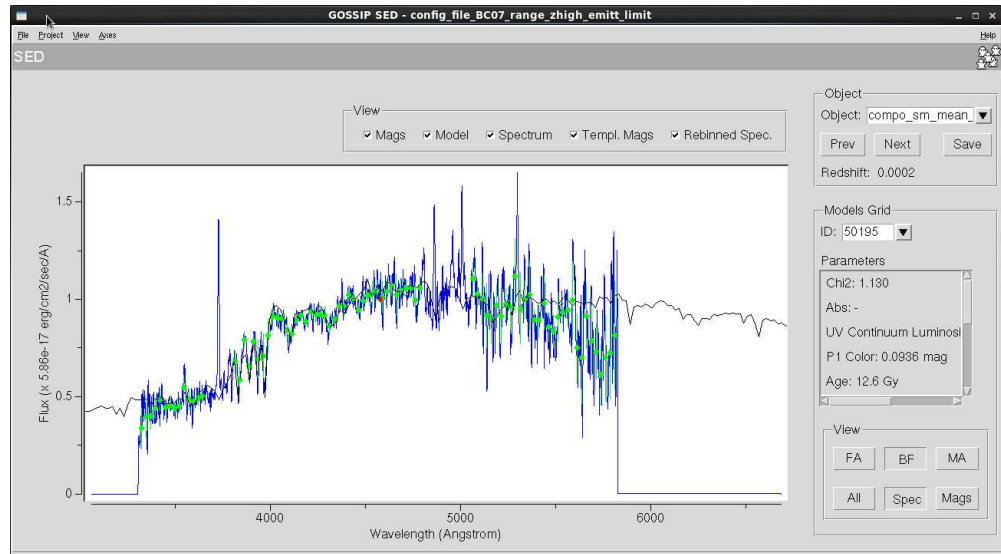 GOSSIP SED - config_file_BC07_range_zhigh_emitt_limit
File Project View Axes Help
SED
View
Mags Model Spectrum Templ. Mags Rebinned Spec.
Flux (x 5.86e-17 erg/cm2/sec/A)
1.5
1
0.5
0
4000 5000 6000
Wavelength (Angstrom)
Object
Object: compo_sm_mean_
Prev Next Save
Redshift: 0.0002
Models Grid
ID: 50195
Parameters
Chi2: 1.130
Abs: -
UV Continuum Luminosi
P1 Color: 0.0936 mag
Age: 12.6 Gy
View
FA BF MA
All Spec Mags